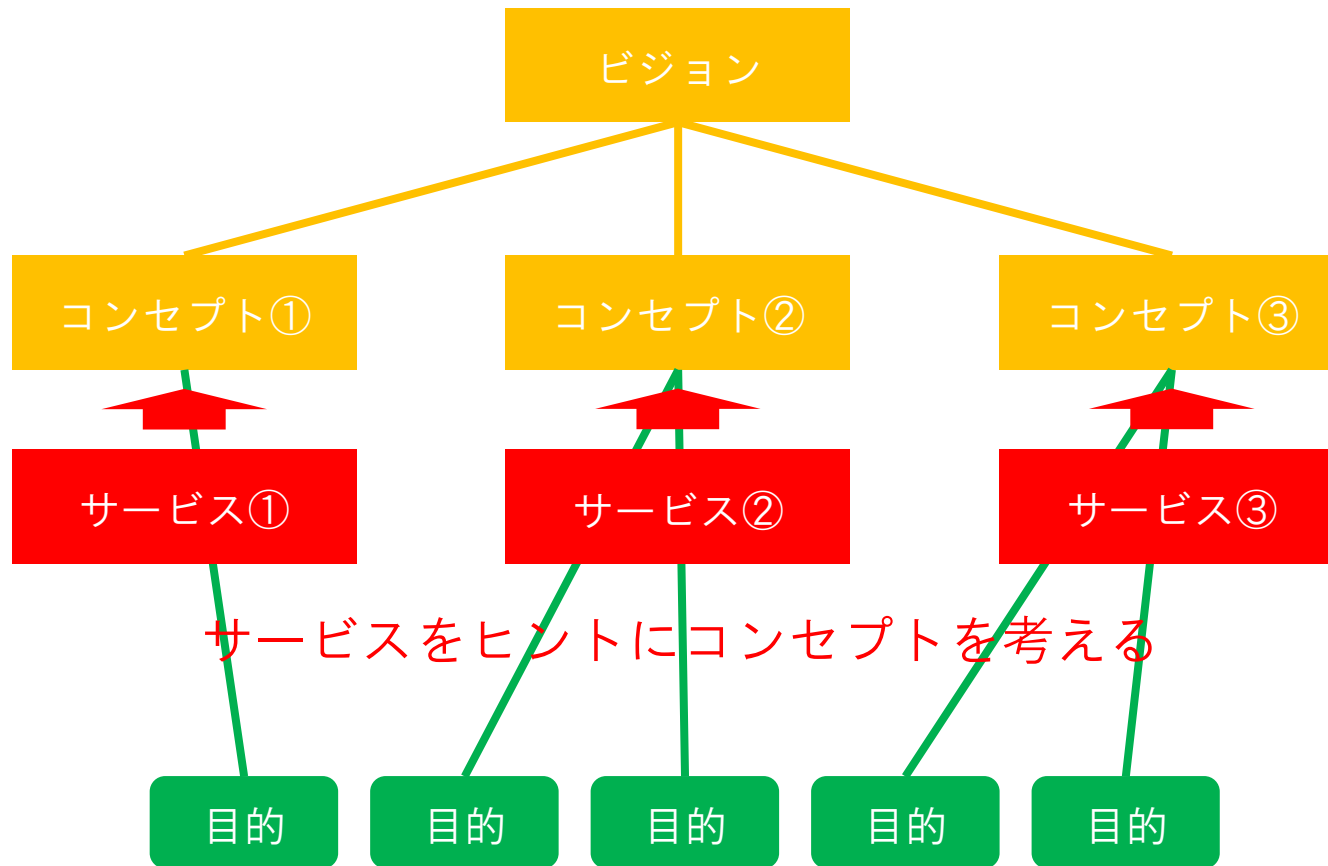 ビジョン
コンセプト①
コンセプト②
コンセプト③
サービス①
サービス②
サービス③
サービスをヒントにコンセプトを考える
目的
目的
目的
目的
目的